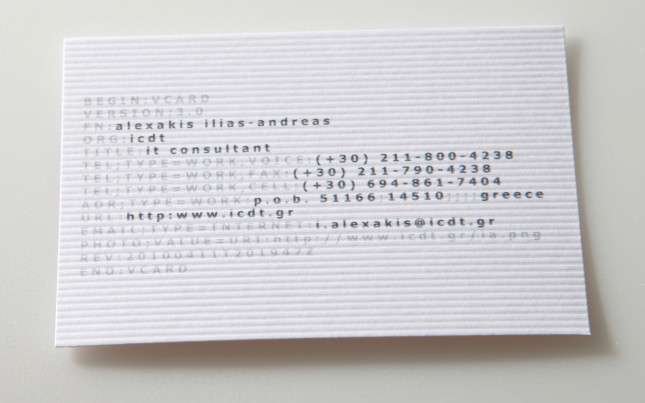 BEGIN:VCARD
VERSION:3.0
FN:alexakis ilias-andreas
ORG:icdt
TITLE:it consultant
TEL;TYPE=WORK,VOICE:(+30) 211-800-4238
TEL;TYPE=WORK,FAX:(+30) 211-790-4238
TEL;TYPE=WORK,CELL:(+30) 694-861-7404
ADR;TYPE=WORK:p.o.b. 51166;14510;;;;greece
URL:http:www.icdt.gr
EMAIL;TYPE=INTERNET:i.alexakis@icdt.gr
PHOTO;VALUE=URI:http://www.icdt.gr/ia.png
REV:20100411T201947Z
END:VCARD